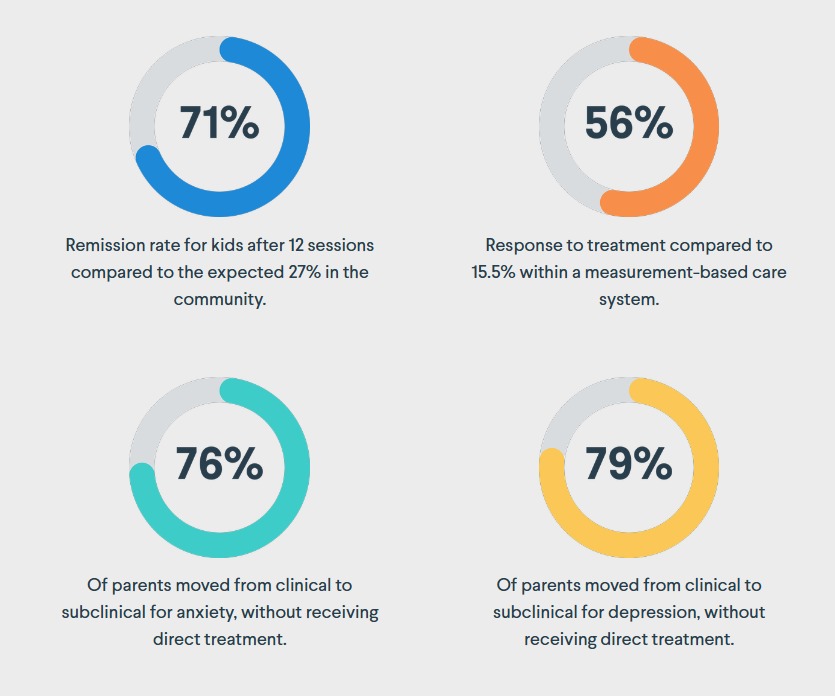 71%
Remission rate for kids after 12 sessions
compared to the expected 27% in the
community.
56%
Response to treatment compared to
15.5% within a measurement-based care
system.
76%
Of parents moved from clinical to
subclinical for anxiety, without receiving
direct treatment.
79%
Of parents moved from clinical to
subclinical for depression, without
receiving direct treatment.